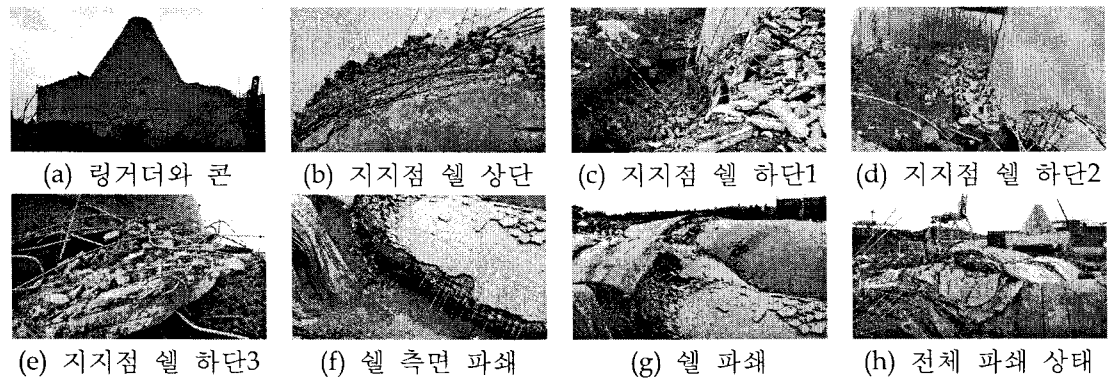 (a) 링거더와 콘 (b) 지지점 쉘 상단 (c) 지지점 쉘 하단1 (d) 지지점 쉘 하단2
(e) 지지점 쉘 하단3 (f) 쉘 측면 파쇄 (g) 쉘 파쇄 (h) 전체 파쇄 상태